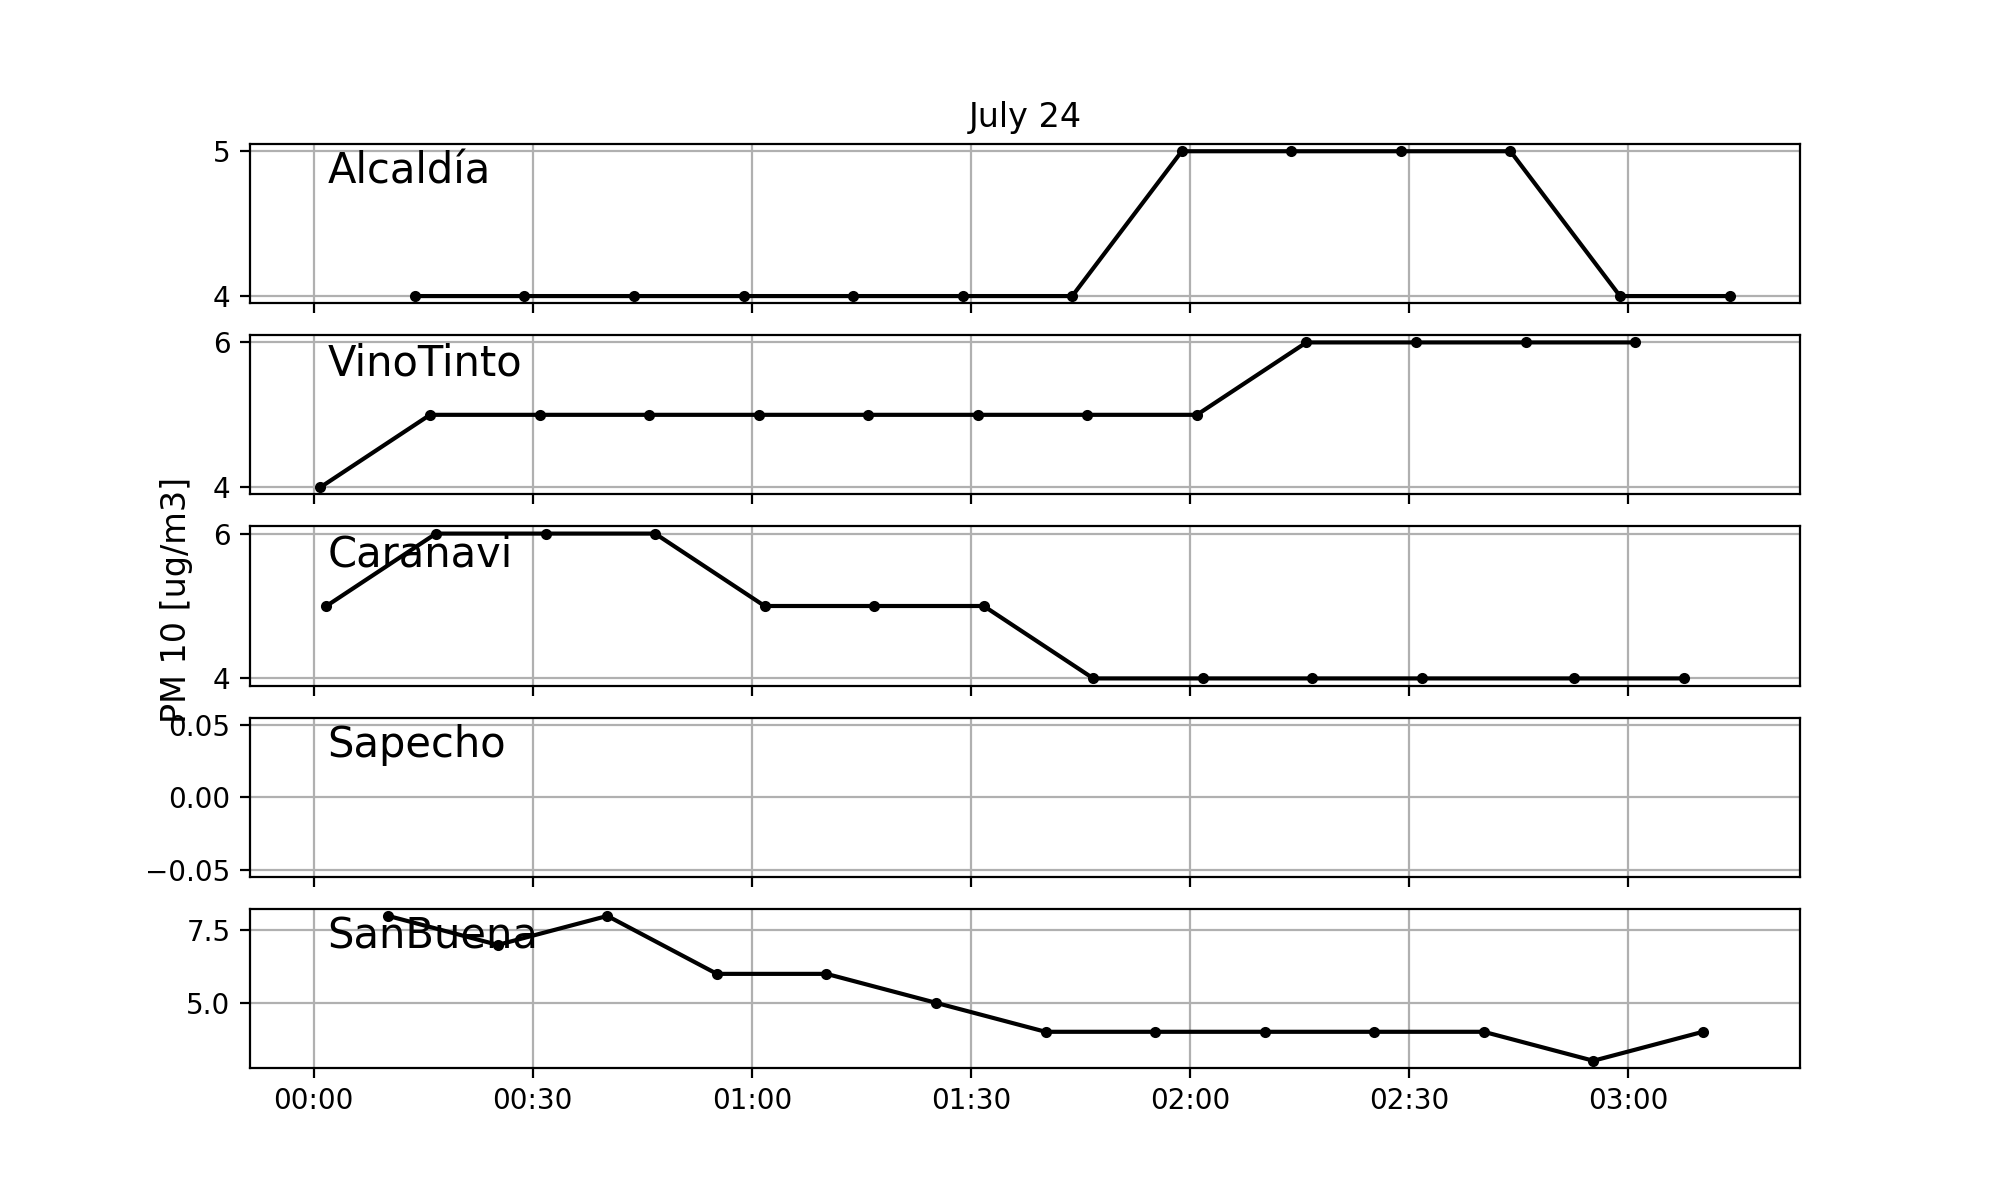 July 24
5
Alcaldía
4
6
VinoTinto
4
PM 10 [ug/m3]
6
Caranavi
4
0.05
Sapecho
0.00
−0.05
7.5
SanBuena
5.0
00:00 00:30 01:00 01:30 02:00 02:30 03:00